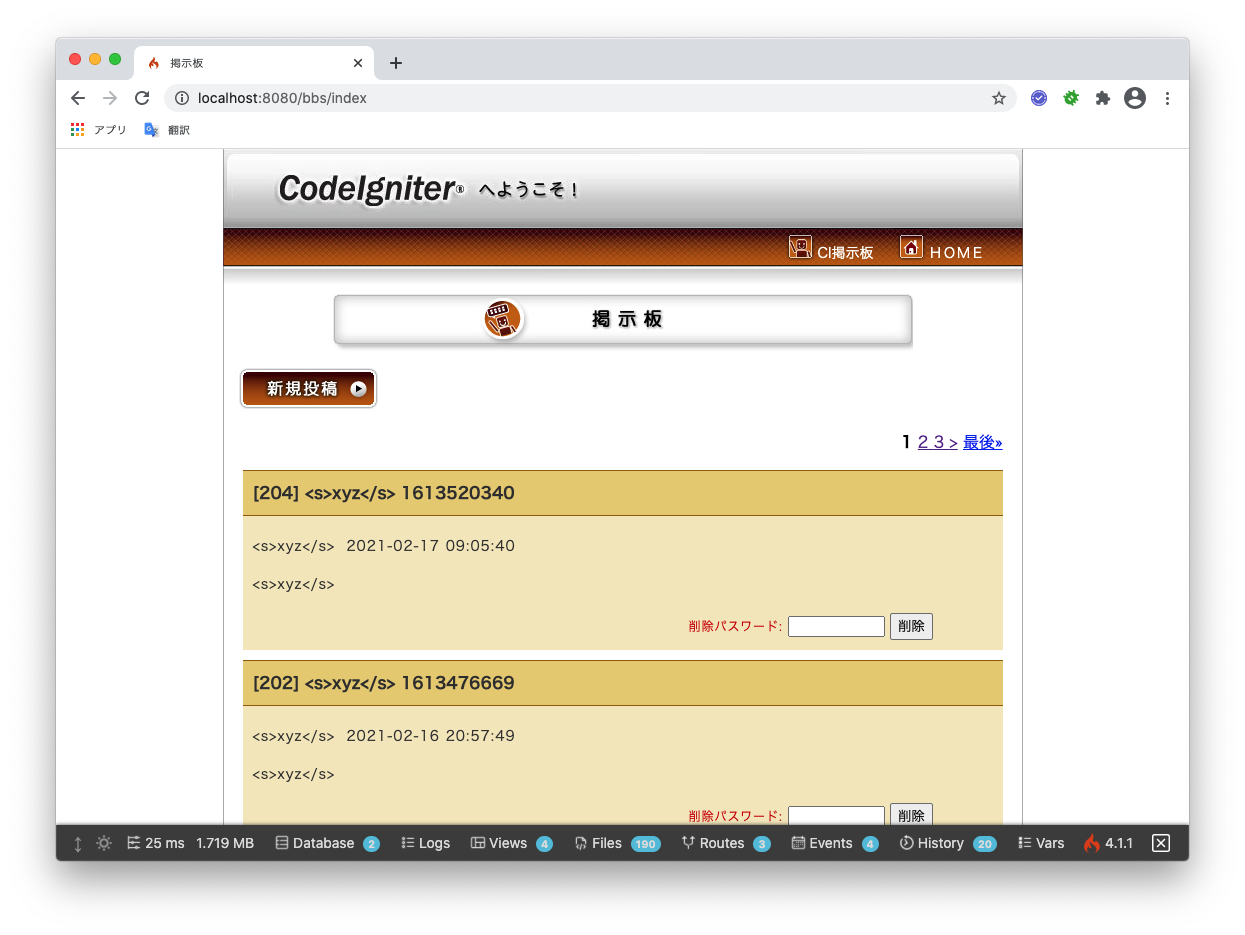 掲示板
localhost:8080/bbs/index
アプリ 翻訳
CodeIgniter® へようこそ！
CI掲示板 HOME
掲示板
新規投稿
1 2 3 > 最後»
[204] <s>xyz</s> 1613520340
<s>xyz</s> 2021-02-17 09:05:40
<s>xyz</s>
削除パスワード: 削除
[202] <s>xyz</s> 1613476669
<s>xyz</s> 2021-02-16 20:57:49
<s>xyz</s>
削除パスワード: 削除
25 ms 1.719 MB Database 2 Logs Views 4 Files 190 Routes 3 Events 4 History 20 Vars 4.1.1